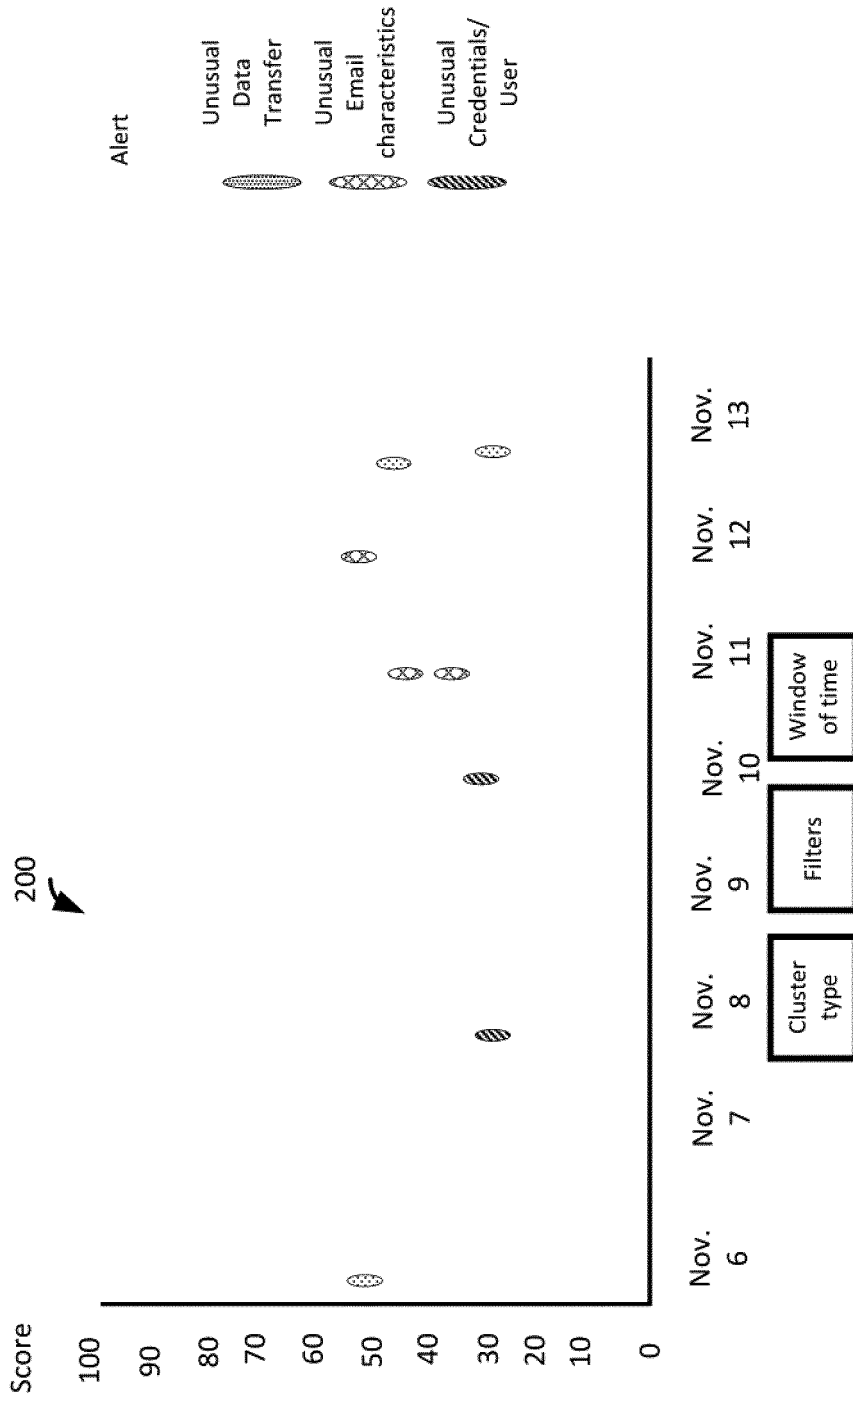 200
Score
100
90
80
70
60
50
40
30
20
10
0
Nov.
6
Nov.
7
Nov.
8
Nov.
9
Nov.
10
Nov.
11
Nov.
12
Nov.
13
Alert
Unusual
Data
Transfer
Unusual
Email
characteristics
Unusual
Credentials/
User
Cluster
type
Filters
Window
of time